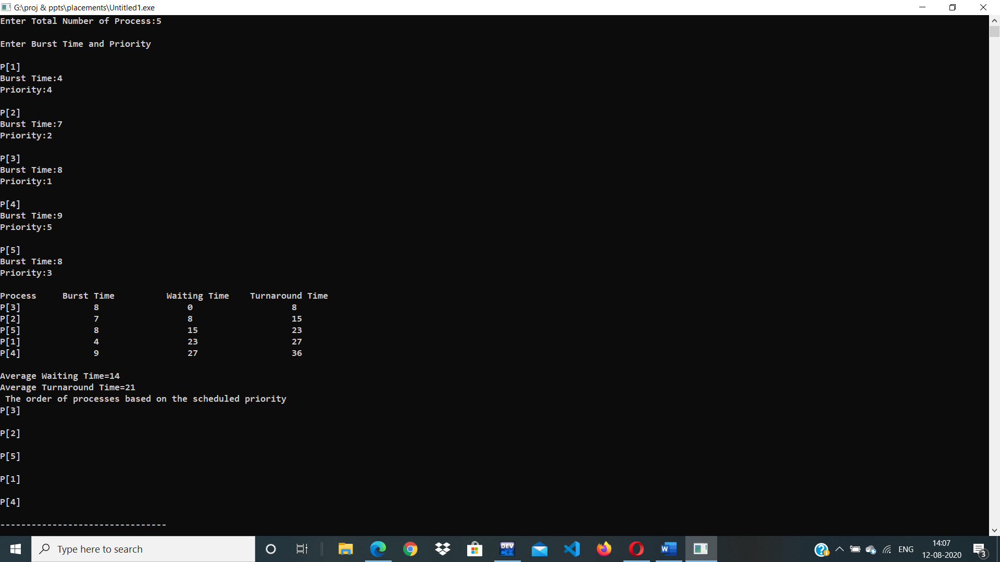 G:\proj & ppts\placements\Untitled1.exe
Enter Total Number of Process:5
Enter Burst Time and Priority
P[1]
Burst Time:4
Priority:4
P[2]
Burst Time:7
Priority:2
P[3]
Burst Time:8
Priority:1
P[4]
Burst Time:9
Priority:5
P[5]
Burst Time:8
Priority:3
Process Burst Time Waiting Time Turnaround Time
P[3] 8 0 8
P[2] 7 8 15
P[5] 8 15 23
P[1] 4 23 27
P[4] 9 27 36
Average Waiting Time=14
Average Turnaround Time=21
The order of processes based on the scheduled priority
P[3]
P[2]
P[5]
P[1]
P[4]
--------------------------------
Type here to search
DEV C++
W
ENG
14:07
12-08-2020
3